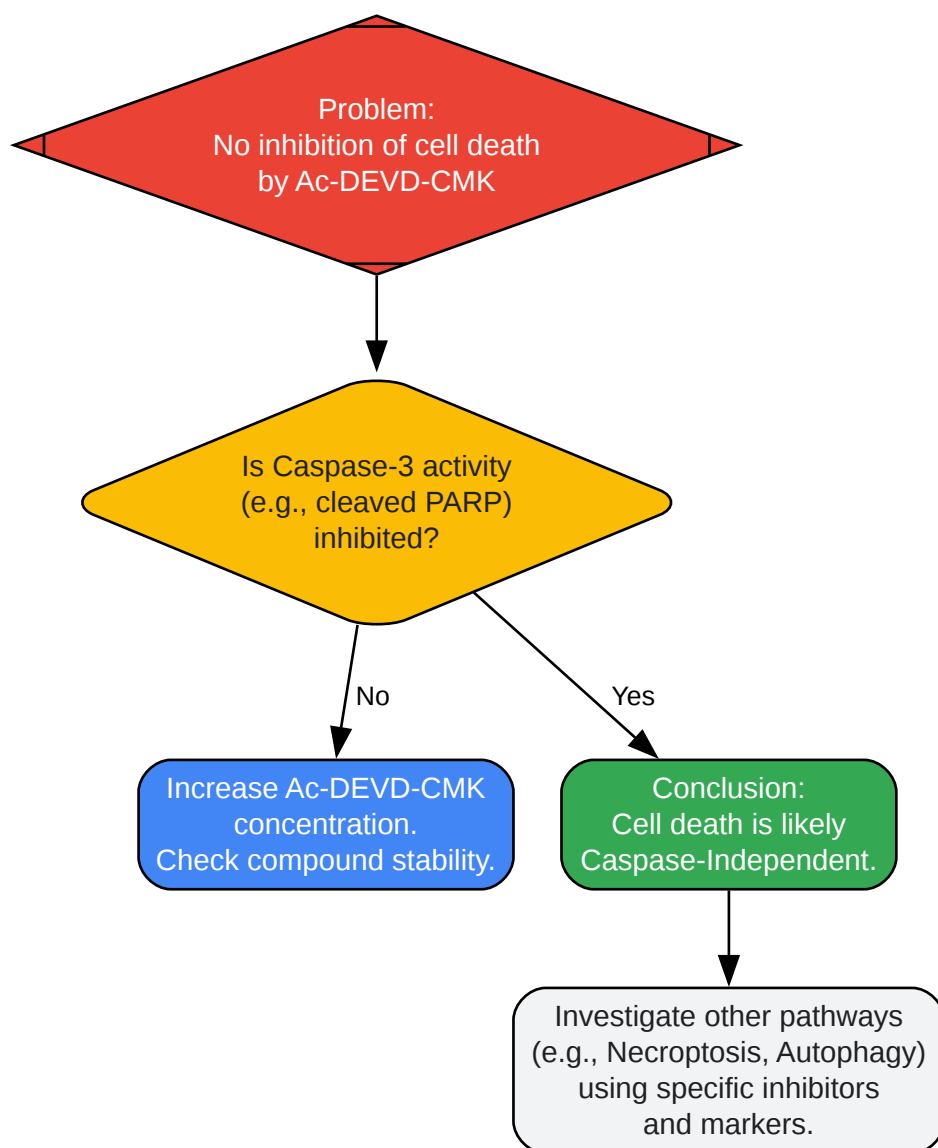 Problem:
No inhibition of cell death
by Ac-DEVD-CMK
Is Caspase-3 activity
(e.g., cleaved PARP)
inhibited?
No
Yes
Increase Ac-DEVD-CMK
concentration.
Check compound stability.
Conclusion:
Cell death is likely
Caspase-Independent.
Investigate other pathways
(e.g., Necroptosis, Autophagy)
using specific inhibitors
and markers.